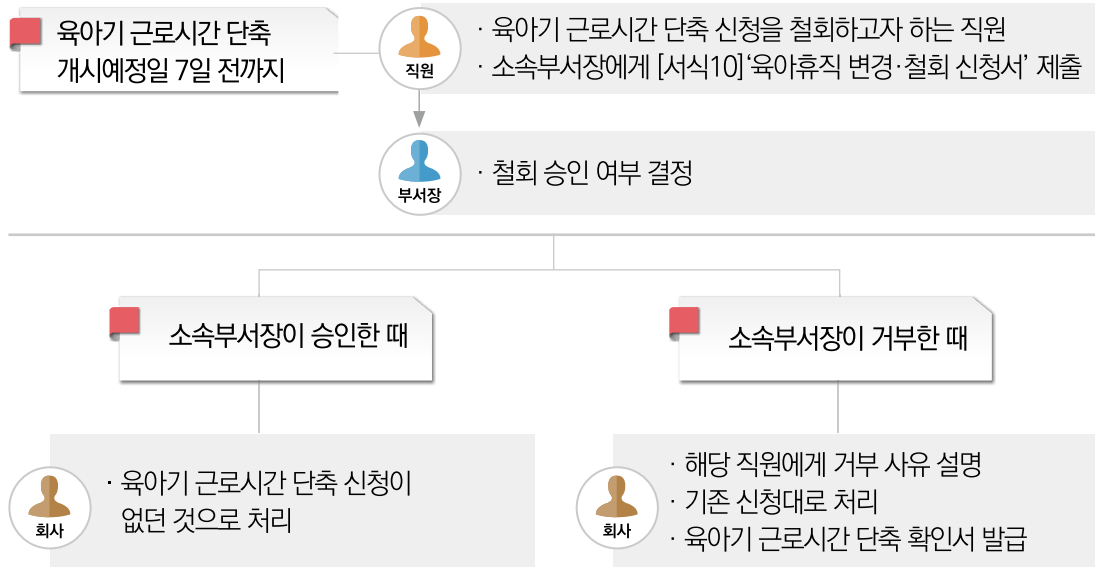 육아기 근로시간 단축
개시예정일 7일 전까지
직원
· 육아기 근로시간 단축 신청을 철회하고자 하는 직원
· 소속부서장에게 [서식10] ‘육아휴직 변경·철회 신청서’ 제출
부서장
· 철회 승인 여부 결정
소속부서장이 승인한 때
소속부서장이 거부한 때
회사
· 육아기 근로시간 단축 신청이
없던 것으로 처리
회사
· 해당 직원에게 거부 사유 설명
· 기존 신청대로 처리
· 육아기 근로시간 단축 확인서 발급